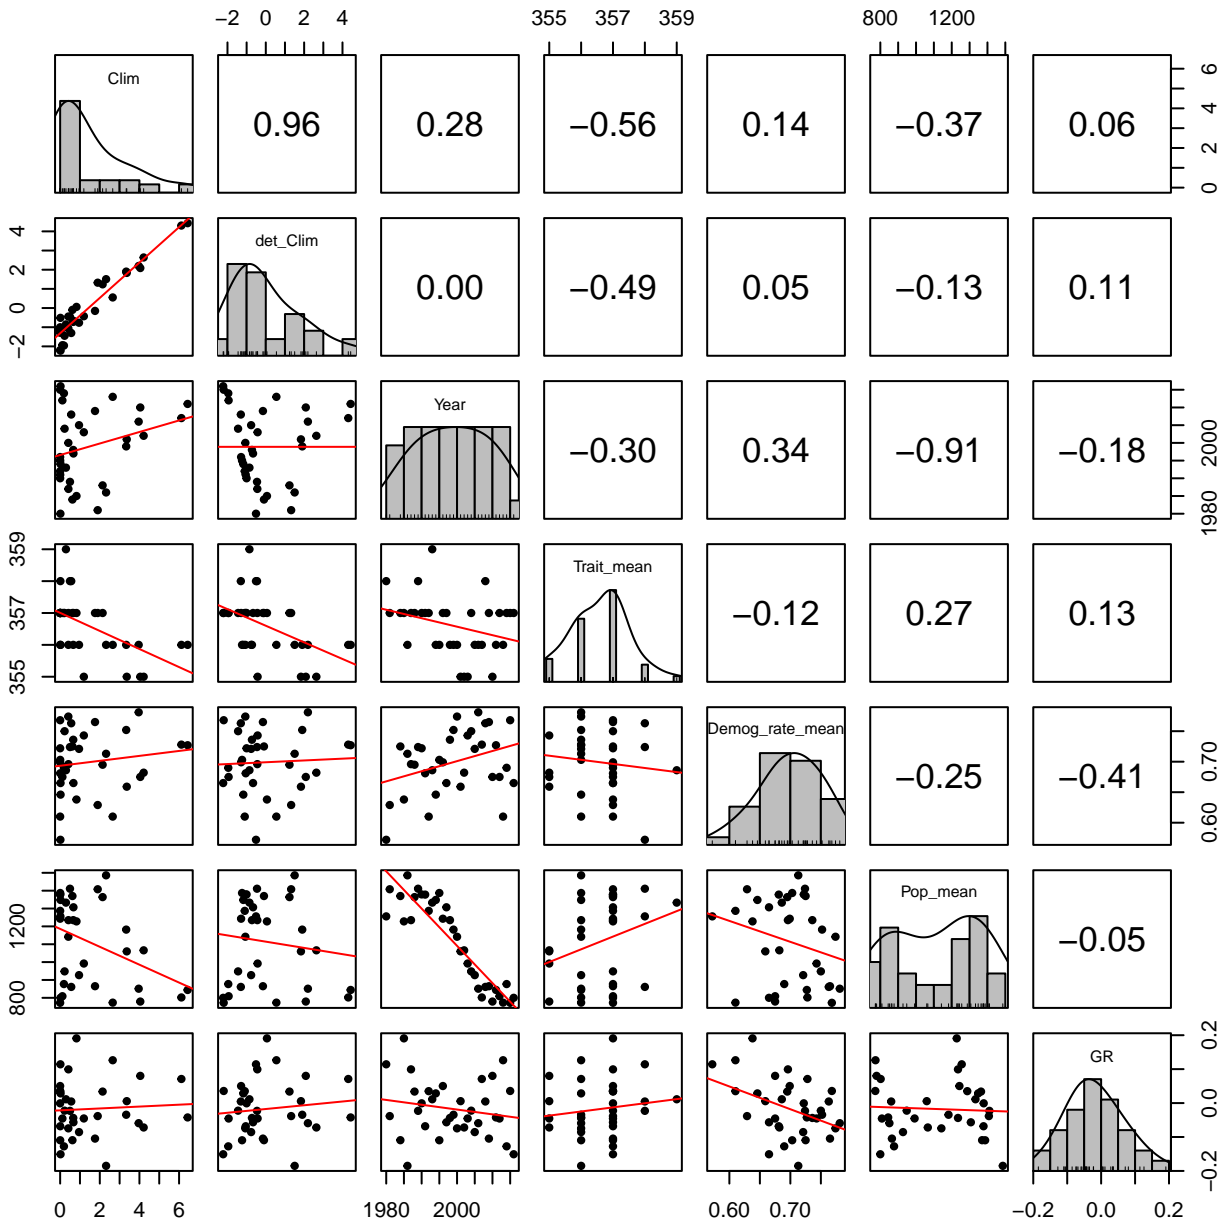 −2 0 2 4 355 357 359 800 1200
Clim 0.96 0.28 −0.56 0.14 −0.37 0.06 0 2 4 6
−2 0 2 4 det_Clim 0.00 −0.49 0.05 −0.13 0.11
Year −0.30 0.34 −0.91 −0.18 1980 2000
355 357 359 Trait_mean −0.12 0.27 0.13
Demog_rate_mean −0.25 −0.41 0.60 0.70
800 1200 Pop_mean −0.05
GR −0.2 0.0 0.2
0 2 4 6 1980 2000 0.60 0.70 −0.2 0.0 0.2